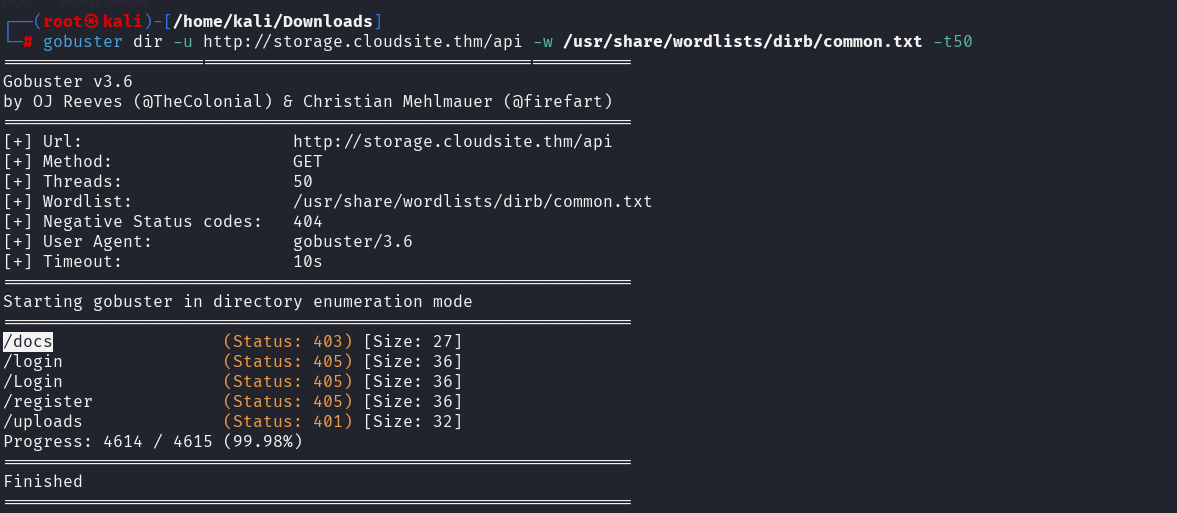 ┌──(root㉿kali)-[/home/kali/Downloads]
└─# gobuster dir -u http://storage.cloudsite.thm/api -w /usr/share/wordlists/dirb/common.txt -t50
===============================================================
Gobuster v3.6
by OJ Reeves (@TheColonial) & Christian Mehlmauer (@firefart)
===============================================================
[+] Url:                     http://storage.cloudsite.thm/api
[+] Method:                  GET
[+] Threads:                 50
[+] Wordlist:                /usr/share/wordlists/dirb/common.txt
[+] Negative Status codes:   404
[+] User Agent:              gobuster/3.6
[+] Timeout:                 10s
===============================================================
Starting gobuster in directory enumeration mode
===============================================================
/docs                 (Status: 403) [Size: 27]
/login                (Status: 405) [Size: 36]
/Login                (Status: 405) [Size: 36]
/register             (Status: 405) [Size: 36]
/uploads              (Status: 401) [Size: 32]
Progress: 4614 / 4615 (99.98%)
===============================================================
Finished
===============================================================